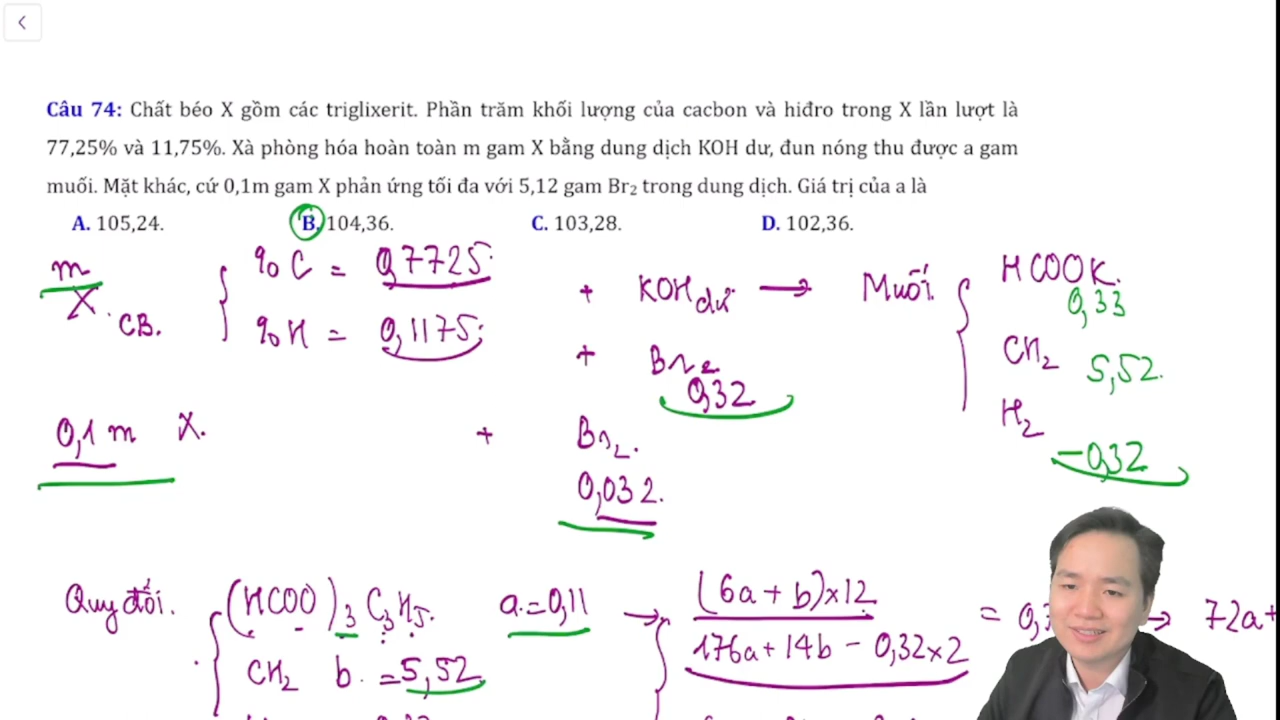 Câu 74: Chất béo X gồm các triglixerit. Phần trăm khối lượng của cacbon và hiđro trong X lần lượt là
77,25% và 11,75%. Xà phòng hóa hoàn toàn m gam X bằng dung dịch KOH dư, đun nóng thu được a gam
muối. Mặt khác, cứ 0,1m gam X phản ứng tối đa với 5,12 gam Br₂ trong dung dịch. Giá trị của a là
A. 105,24. B. 104,36. C. 103,28. D. 102,36.
m
X. CB.
%C = 0,7725.
%H = 0,1175.
+ KOH dư → Muối.
+ Br2
0,32
HCOOK.
0,33
CH2 5,52.
H2
-0,32
0,1m X. + Br2.
0,032.
Quy đổi. (HCOO)3C3H5. a = 0,11 → (6a + b)×12
176a + 14b - 0,32×2
= → 72a+
CH2 b. = 5,52